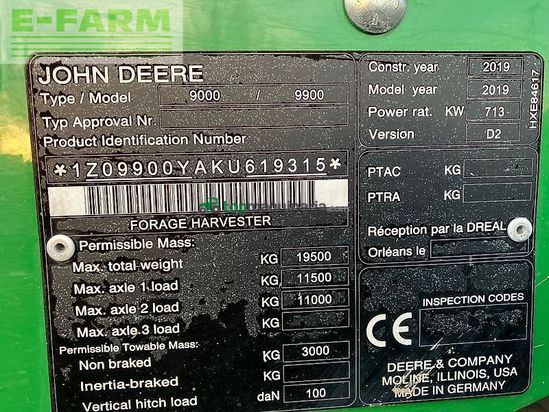 E-FARM
JOHN DEERE
Type / Model 9000 / 9900
Typ Approval Nr.
Product Identification Number
*1Z09900YAKU619315*
FORAGE HARVESTER
Permissible Mass:
Max. total weight KG 19500
Max. axle 1 load KG 11500
Max. axle 2 load KG 11000
Max. axle 3 load KG
Permissible Towable Mass:
Non braked KG 3000
Inertia-braked KG
Vertical hitch load daN 100
Constr. year 2019
Model year 2019
Power rat. KW 713
Version D2
HXE84617
PTAC KG
PTRA KG
Réception par la DREAL
Orléans le
INSPECTION CODES
CE
DEERE & COMPANY
MOLINE, ILLINOIS, USA
MADE IN GERMANY